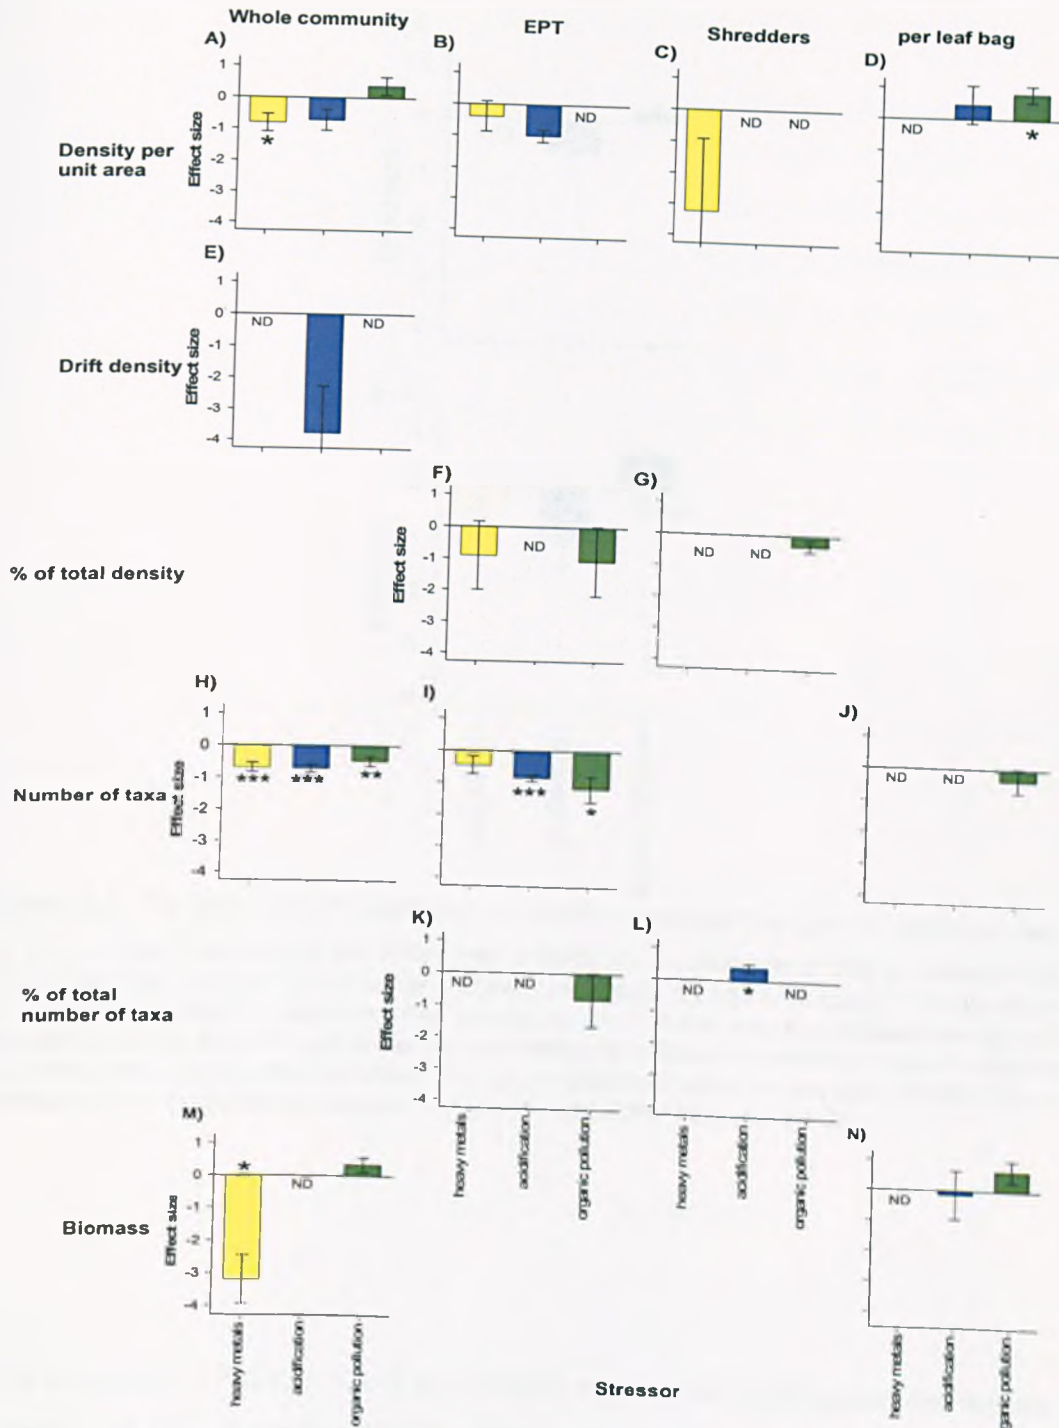 Whole community
EPT
Shredders
per leaf bag
A)
B)
C)
D)
Density per
unit area
Effect size
1
0
-1
-2
-3
-4
*
ND
ND
ND
ND
*
E)
Drift density
Effect size
1
0
-1
-2
-3
-4
ND
ND
F)
G)
% of total density
Effect size
1
0
-1
-2
-3
-4
ND
ND
ND
H)
I)
J)
Number of taxa
Effect size
1
0
-1
-2
-3
-4
***
***
**
***
*
ND
ND
K)
L)
% of total
number of taxa
Effect size
1
0
-1
-2
-3
-4
ND
ND
ND
*
ND
heavy metals
acidification
organic pollution
heavy metals
acidification
organic pollution
M)
N)
Biomass
Effect size
1
0
-1
-2
-3
-4
*
ND
ND
heavy metals
acidification
organic pollution
heavy metals
acidification
organic pollution
Stressor